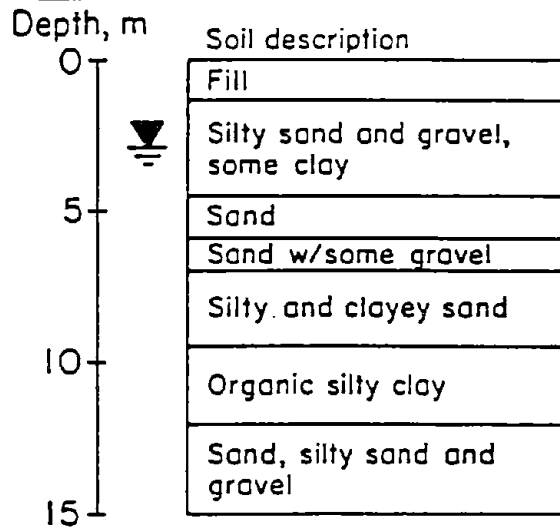 Depth, m
Soil description
0
Fill
Silty sand and gravel,
some clay
5
Sand
Sand w/some gravel
Silty and clayey sand
10
Organic silty clay
Sand, silty sand and
gravel
15